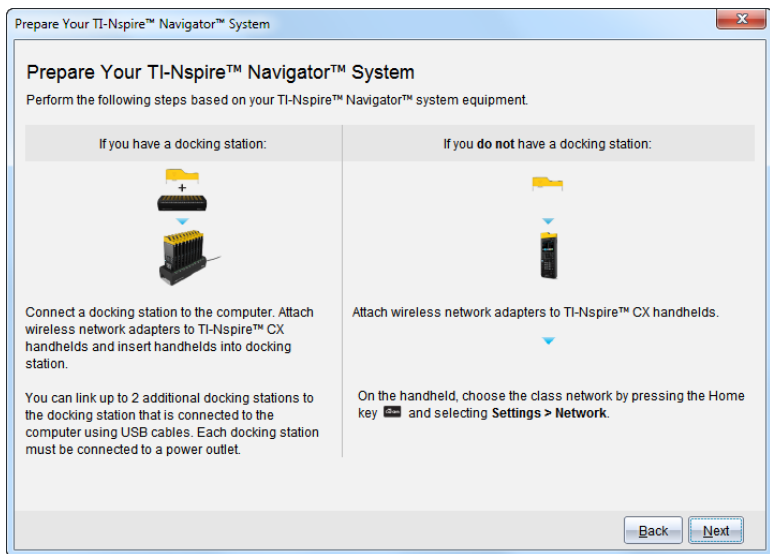 Prepare Your TI-Nspire™ Navigator™ System
Prepare Your TI-Nspire™ Navigator™ System
Perform the following steps based on your TI-Nspire™ Navigator™ system equipment.
If you have a docking station:
+
Connect a docking station to the computer. Attach
wireless network adapters to TI-Nspire™ CX
handhelds and insert handhelds into docking
station.
You can link up to 2 additional docking stations to
the docking station that is connected to the
computer using USB cables. Each docking station
must be connected to a power outlet.
If you do not have a docking station:
Attach wireless network adapters to TI-Nspire™ CX handhelds.
On the handheld, choose the class network by pressing the Home
key and selecting Settings > Network.
Back
Next